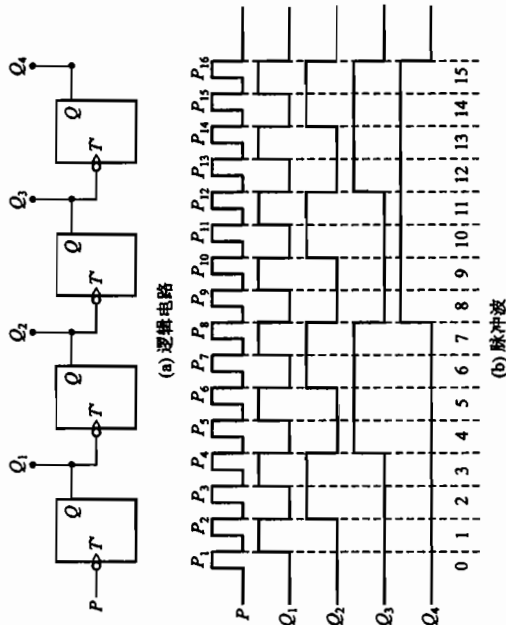 Q₁ Q₂ Q₃ Q₄
Q Q Q Q
P T T T T
(a) 逻辑电路
P₁ P₂ P₃ P₄ P₅ P₆ P₇ P₈ P₉ P₁₀ P₁₁ P₁₂ P₁₃ P₁₄ P₁₅ P₁₆
P
Q₁
Q₂
Q₃
Q₄
0 1 2 3 4 5 6 7 8 9 10 11 12 13 14 15
(b) 脉冲波